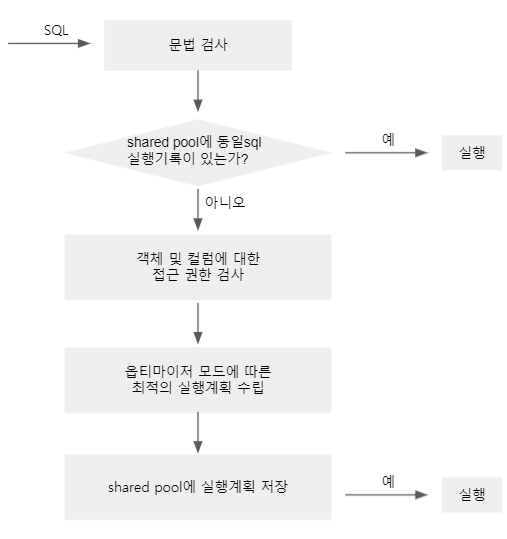 SQL
문법 검사
shared pool에 동일sql
실행기록이 있는가?
예
실행
아니오
객체 및 컬럼에 대한
접근 권한 검사
옵티마이저 모드에 따른
최적의 실행계획 수립
shared pool에 실행계획 저장
예
실행